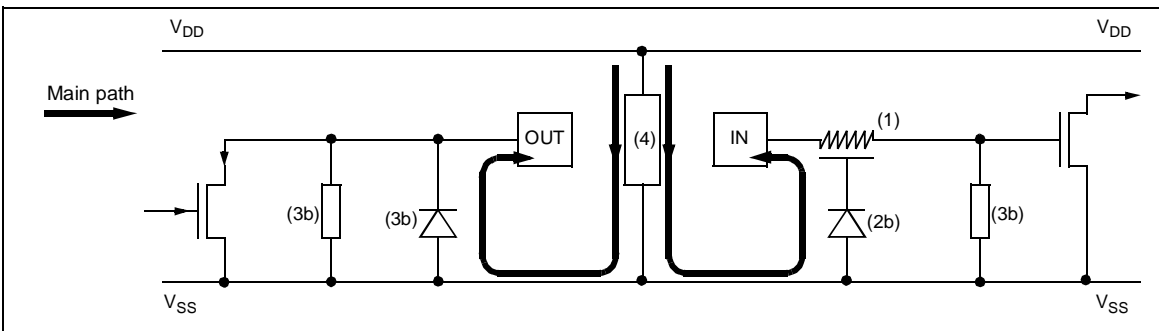 VDD VDD
Main path
OUT (4) IN (1)
(3b) (3b) (2b) (3b)
VSS VSS